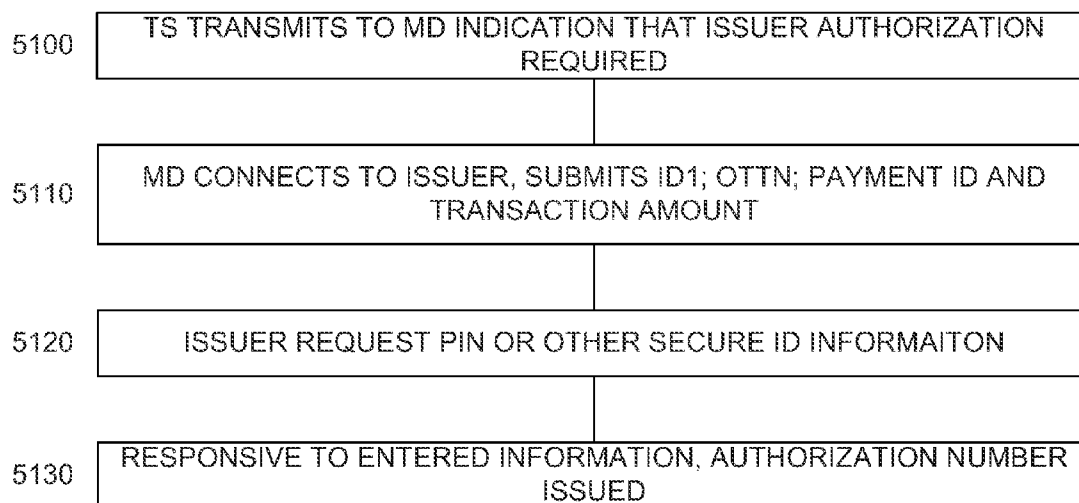 5100
TS TRANSMITS TO MD INDICATION THAT ISSUER AUTHORIZATION
REQUIRED
5110
MD CONNECTS TO ISSUER, SUBMITS ID1; OTTN; PAYMENT ID AND
TRANSACTION AMOUNT
5120
ISSUER REQUEST PIN OR OTHER SECURE ID INFORMAITON
5130
RESPONSIVE TO ENTERED INFORMATION, AUTHORIZATION NUMBER
ISSUED